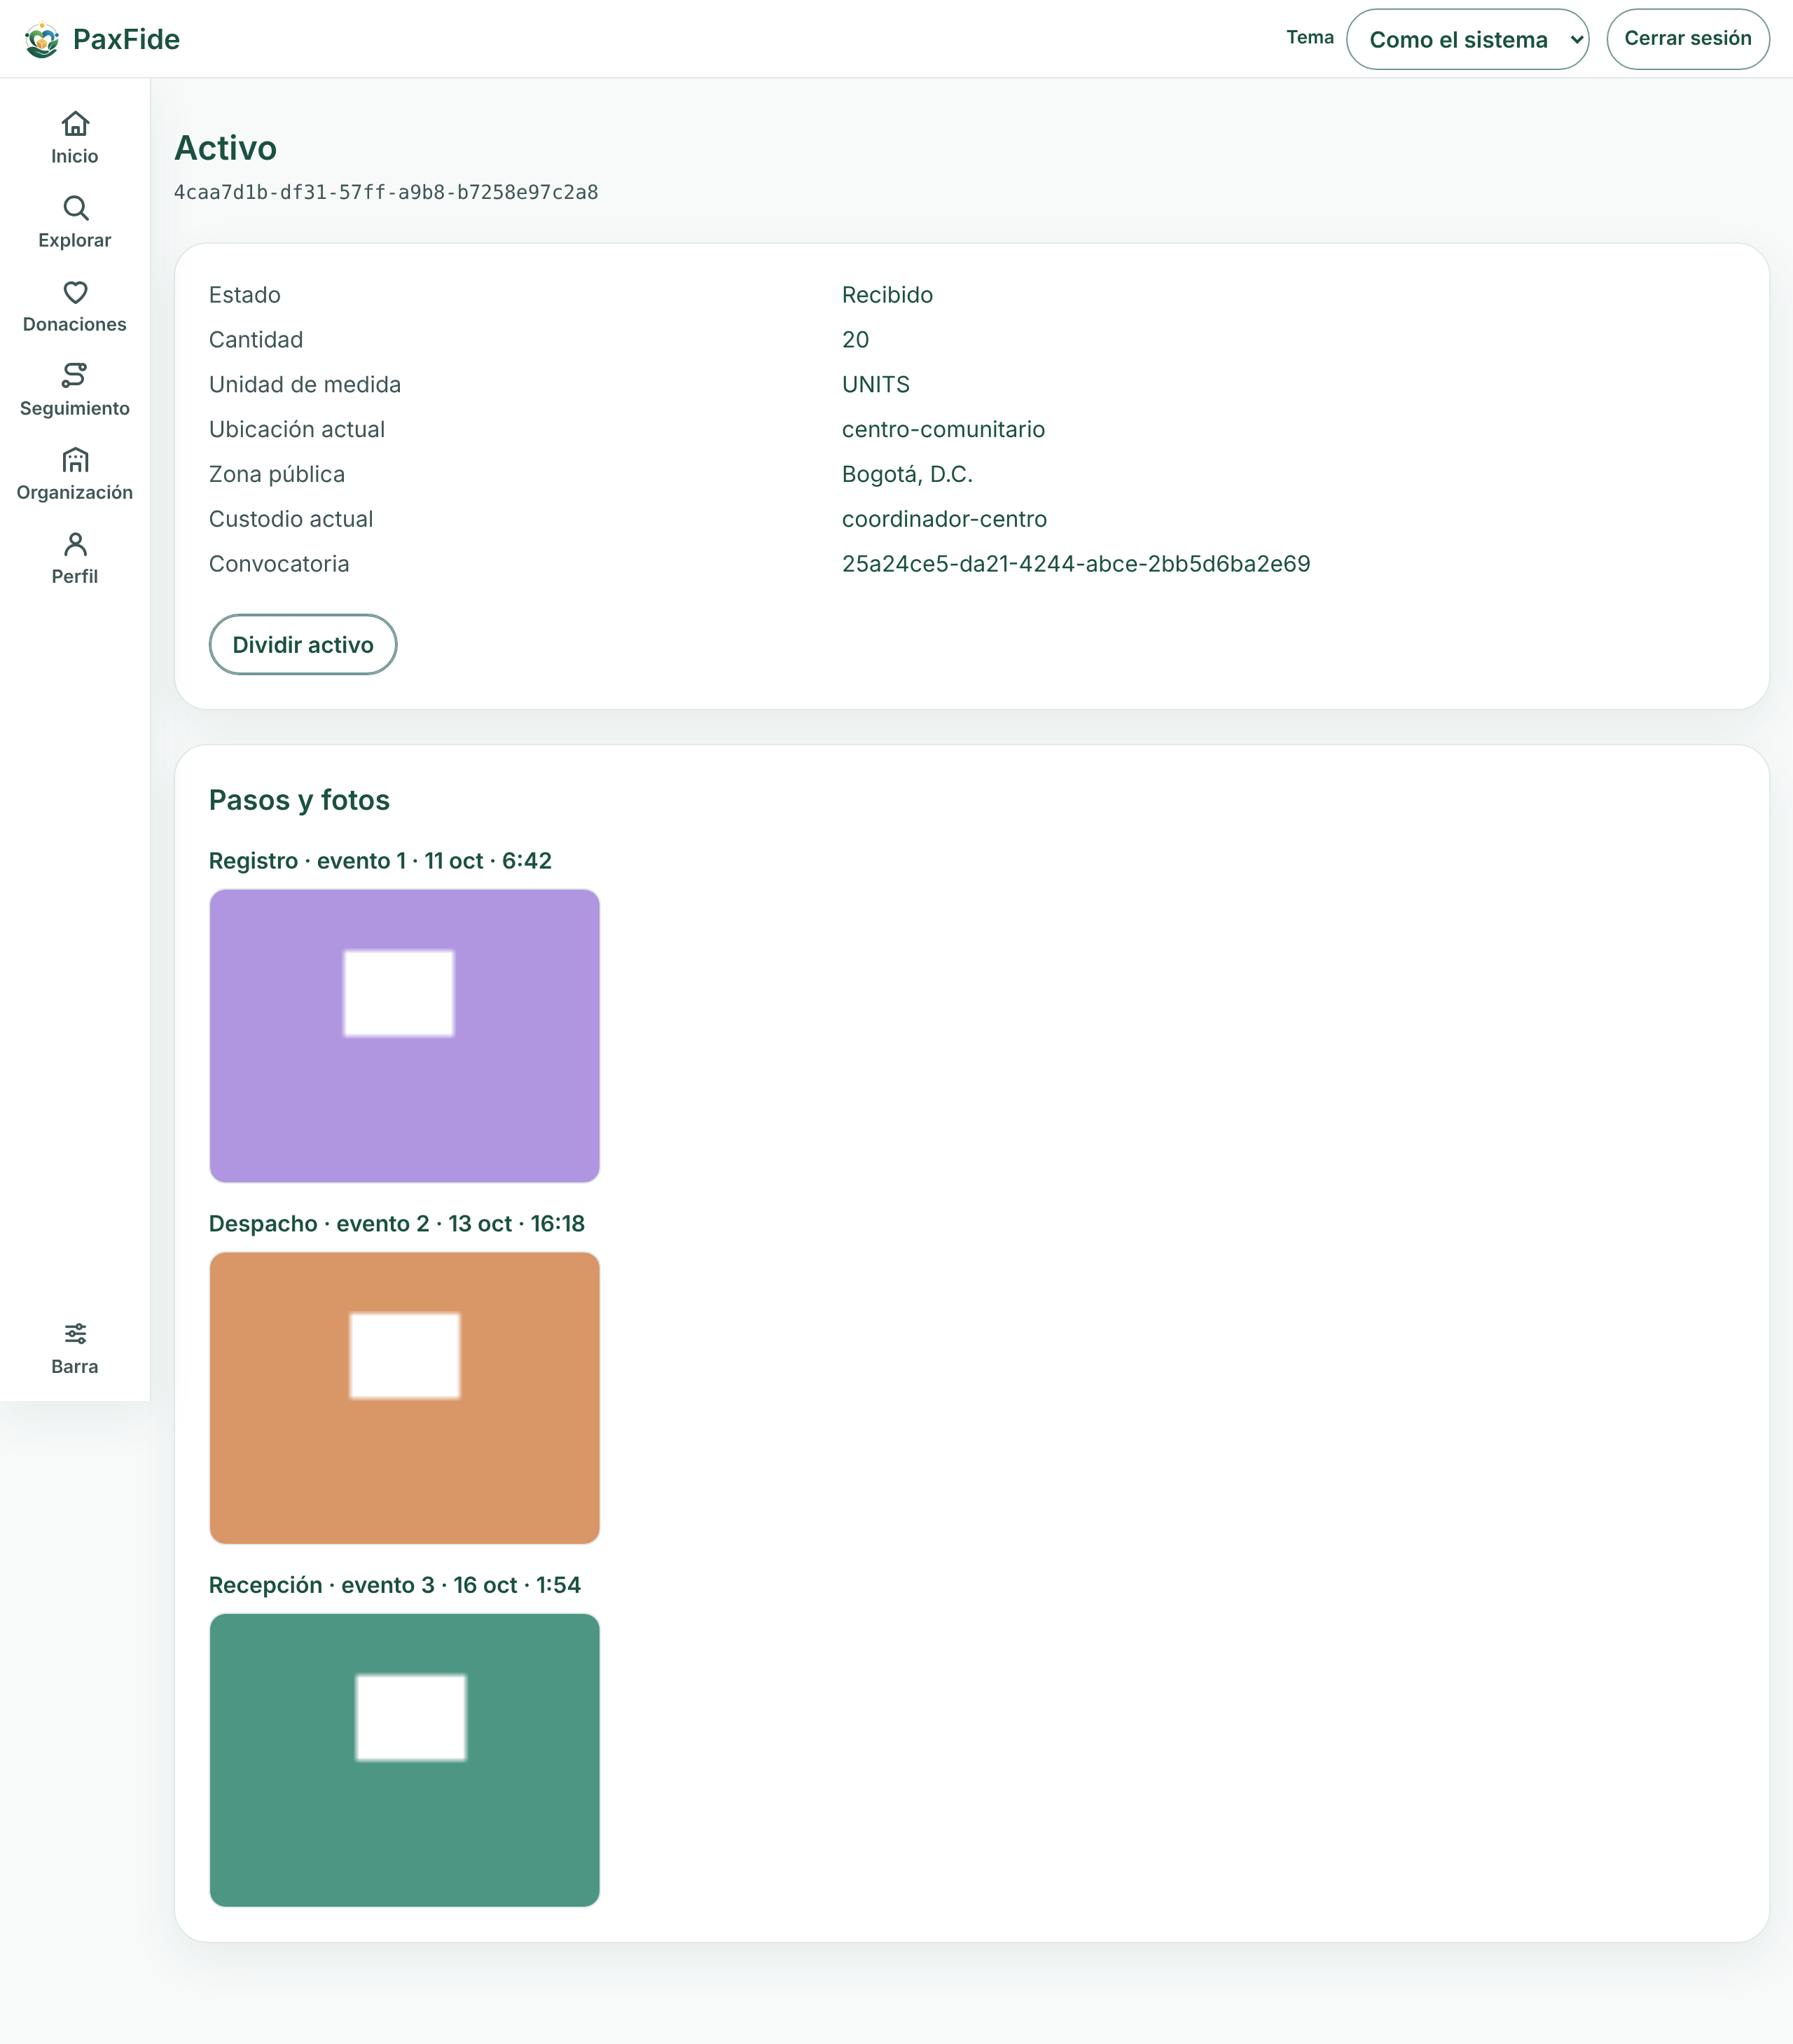 PaxFide
Tema
Como el sistema
Cerrar sesión
Inicio
Explorar
Donaciones
Seguimiento
Organización
Perfil
Barra
Activo
4caa7d1b-df31-57ff-a9b8-b7258e97c2a8
Estado Recibido
Cantidad 20
Unidad de medida UNITS
Ubicación actual centro-comunitario
Zona pública Bogotá, D.C.
Custodio actual coordinador-centro
Convocatoria 25a24ce5-da21-4244-abce-2bb5d6ba2e69
Dividir activo
Pasos y fotos
Registro · evento 1 · 11 oct · 6:42
Despacho · evento 2 · 13 oct · 16:18
Recepción · evento 3 · 16 oct · 1:54